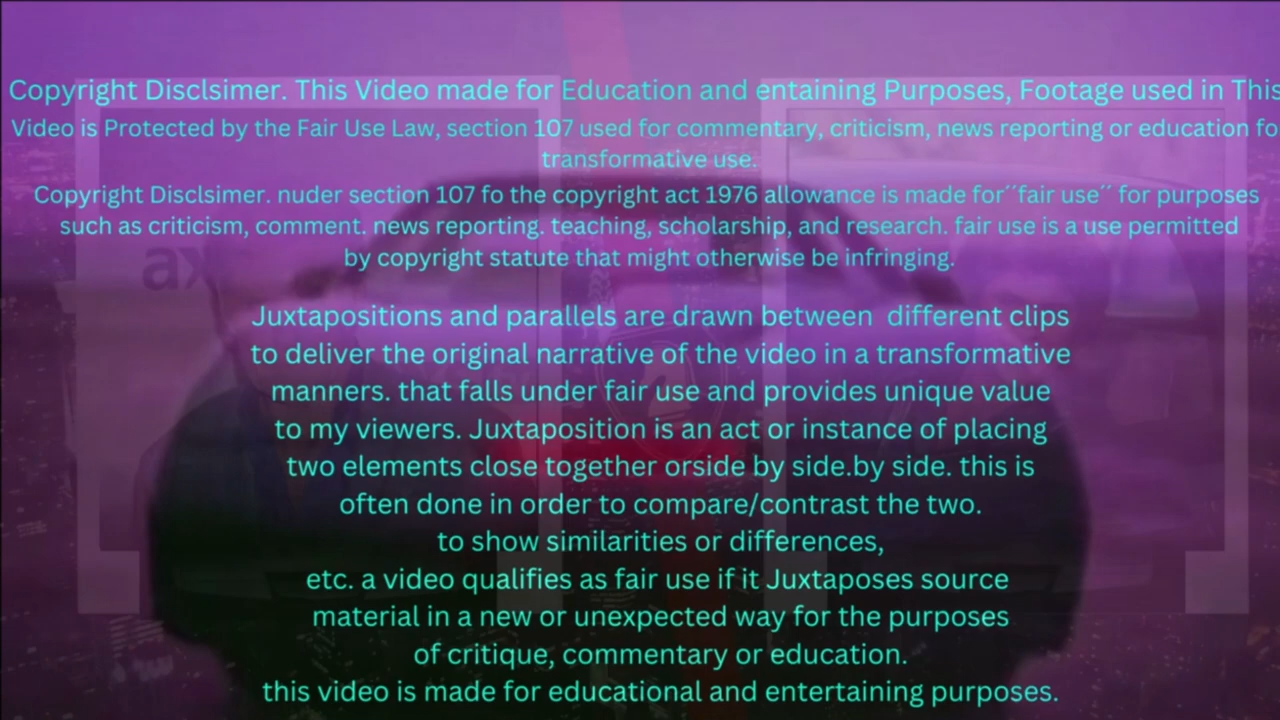 Copyright Disclsimer. This Video made for Education and entaining Purposes, Footage used in This
Video is Protected by the Fair Use Law, section 107 used for commentary, criticism, news reporting or education fo
transformative use.
Copyright Disclsimer. nuder section 107 fo the copyright act 1976 allowance is made for´´fair use´´ for purposes
such as criticism, comment. news reporting. teaching, scholarship, and research. fair use is a use permitted
by copyright statute that might otherwise be infringing.
ax
Juxtapositions and parallels are drawn between different clips
to deliver the original narrative of the video in a transformative
manners. that falls under fair use and provides unique value
to my viewers. Juxtaposition is an act or instance of placing
two elements close together orside by side.by side. this is
often done in order to compare/contrast the two.
to show similarities or differences,
etc. a video qualifies as fair use if it Juxtaposes source
material in a new or unexpected way for the purposes
of critique, commentary or education.
this video is made for educational and entertaining purposes.